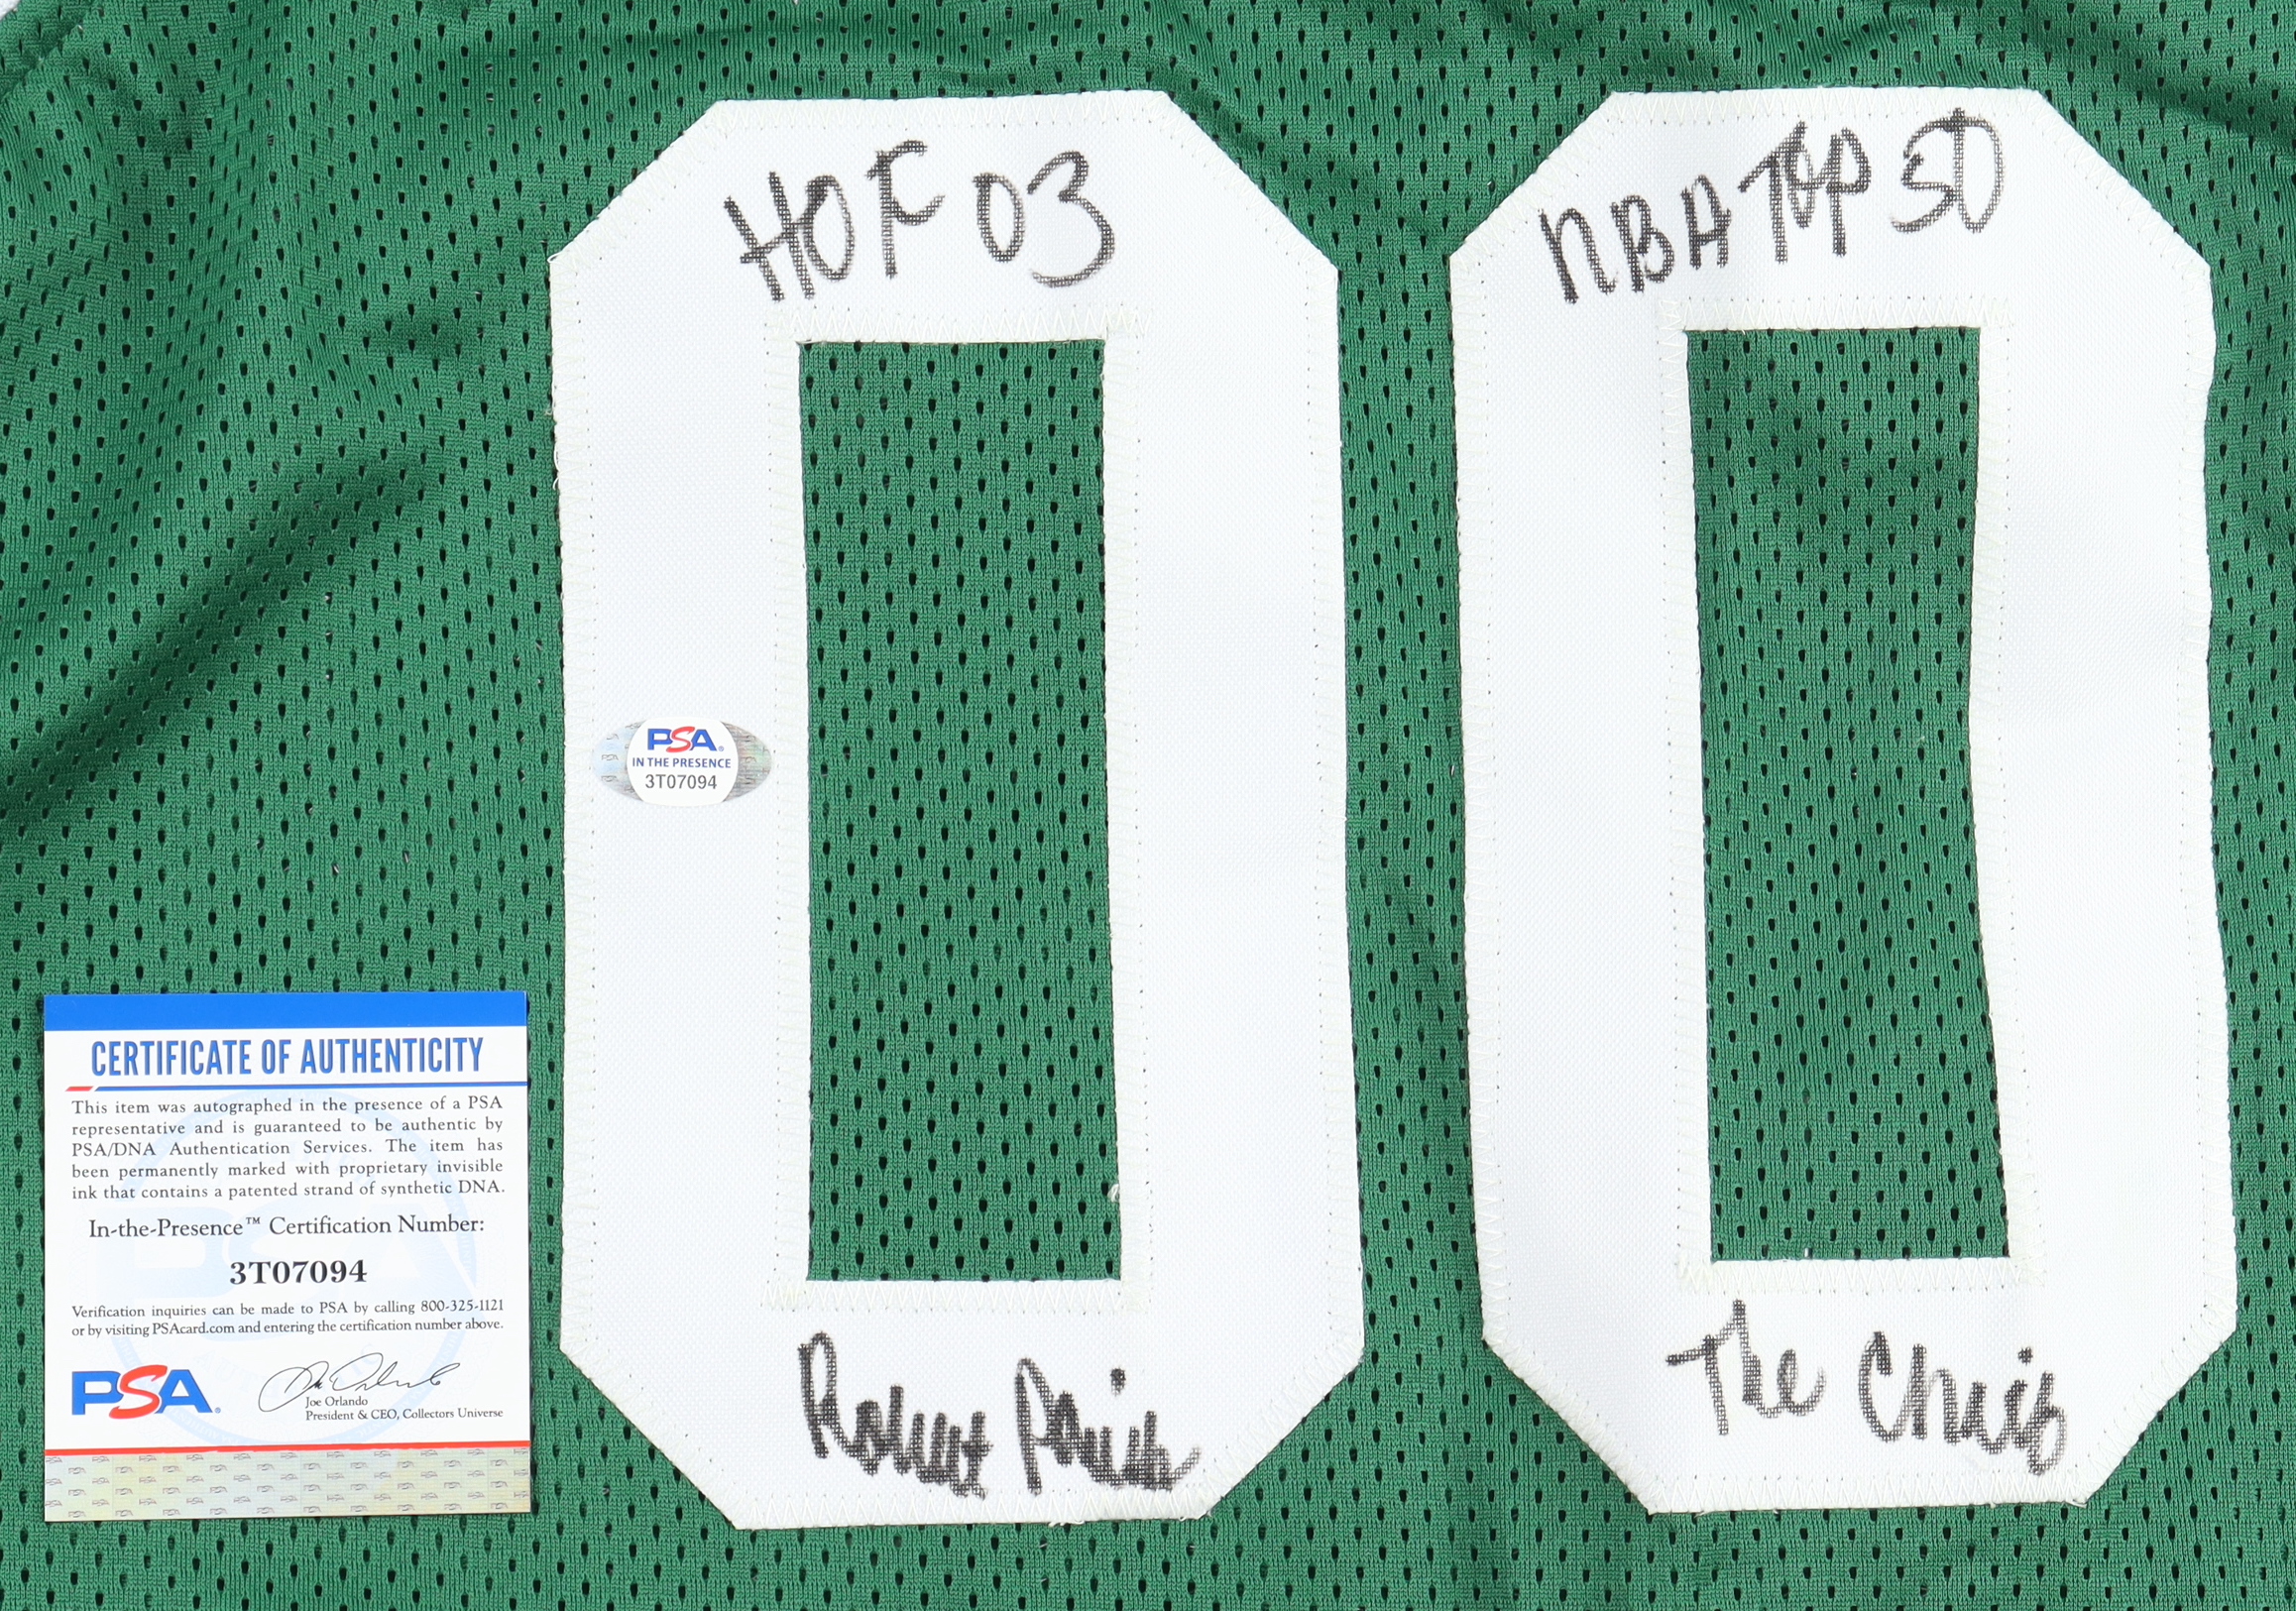 HOF 03
NBA TOP 50
PSA
IN THE PRESENCE
3T07094
CERTIFICATE OF AUTHENTICITY
This item was autographed in the presence of a PSA
representative and is guaranteed to be authentic by
PSA/DNA Authentication Services. The item has
been permanently marked with proprietary invisible
ink that contains a patented strand of synthetic DNA.
In-the-Presence™ Certification Number:
3T07094
Verification inquiries can be made to PSA by calling 800-325-1121
or by visiting PSAcard.com and entering the certification number above.
PSA
Joe Orlando
President & CEO, Collectors Universe
Robert Parish
The Chief
00